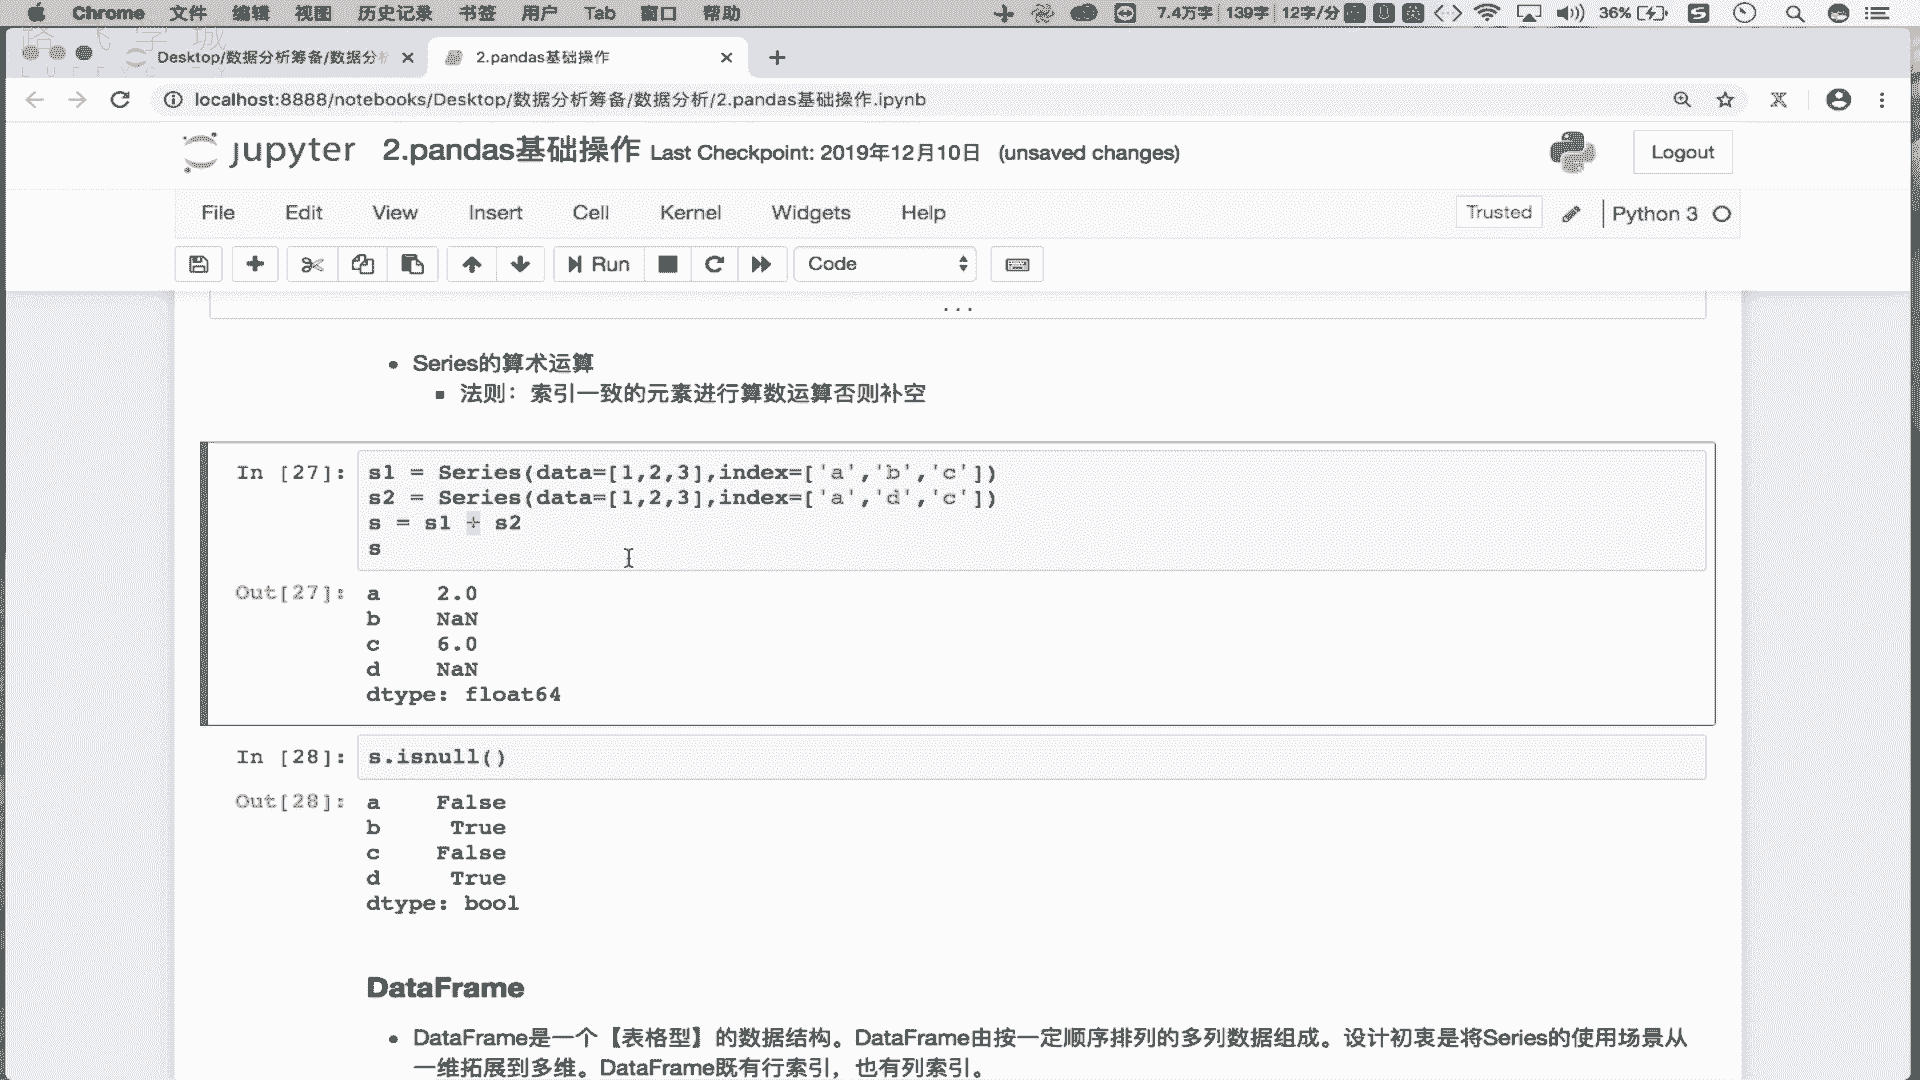 Chrome 文件 编辑 视图 历史记录 书签 用户 Tab 窗口 帮助 7.4万字 139字 12字/分 36%
Desktop/数据分析筹备/数据分析 2.pandas基础操作
localhost:8888/notebooks/Desktop/数据分析筹备/数据分析/2.pandas基础操作.ipynb
jupyter 2.pandas基础操作 Last Checkpoint: 2019年12月10日 (unsaved changes) Logout
File Edit View Insert Cell Kernel Widgets Help Trusted Python 3
Run Code
...
• Series的算术运算
▪ 法则：索引一致的元素进行算数运算否则补空
In [27]: s1 = Series(data=[1,2,3],index=['a','b','c'])
s2 = Series(data=[1,2,3],index=['a','d','c'])
s = s1 + s2
s
Out[27]: a 2.0
b NaN
c 6.0
d NaN
dtype: float64
In [28]: s.isnull()
Out[28]: a False
b True
c False
d True
dtype: bool
DataFrame
• DataFrame是一个【表格型】的数据结构。DataFrame由按一定顺序排列的多列数据组成。设计初衷是将Series的使用场景从
一维拓展到多维。DataFrame既有行索引，也有列索引。